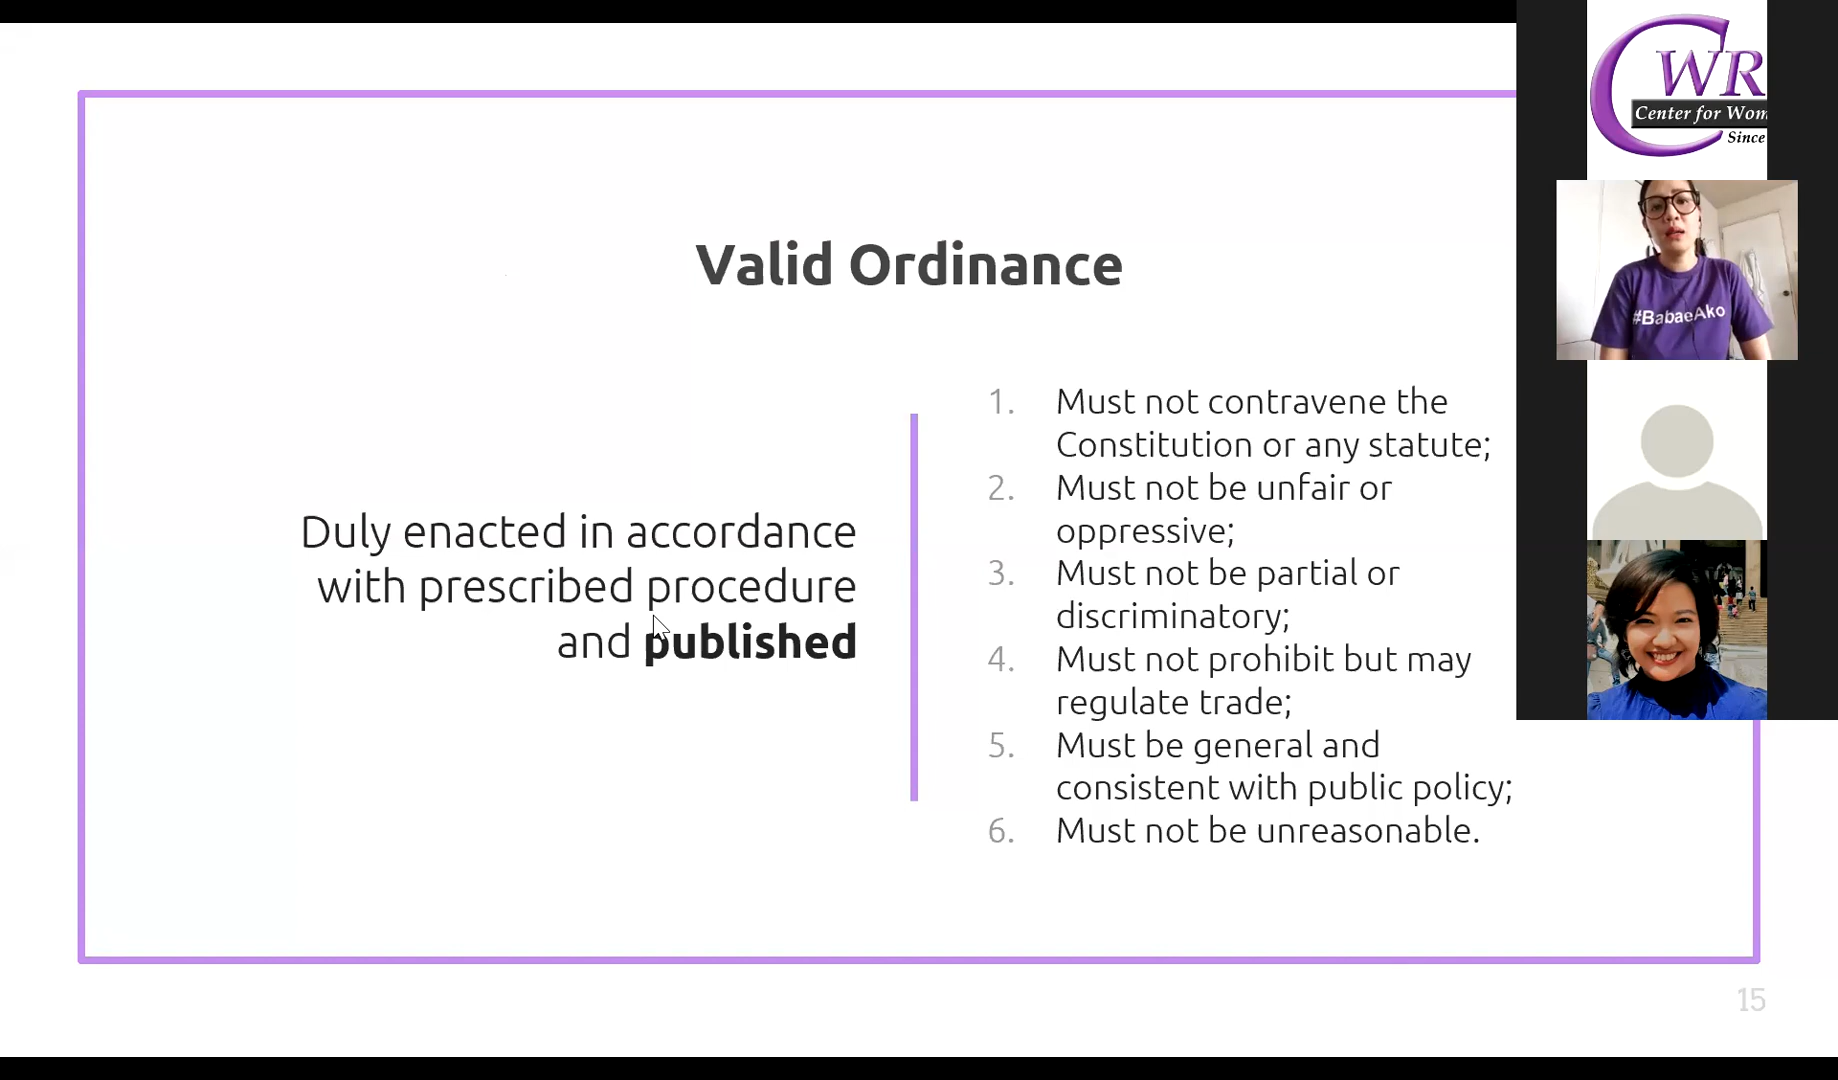 Valid Ordinance
Duly enacted in accordance
with prescribed procedure
and published
1. Must not contravene the
Constitution or any statute;
2. Must not be unfair or
oppressive;
3. Must not be partial or
discriminatory;
4. Must not prohibit but may
regulate trade;
5. Must be general and
consistent with public policy;
6. Must not be unreasonable.
CWR
Center for Wom
Since
#BabaeAko
15